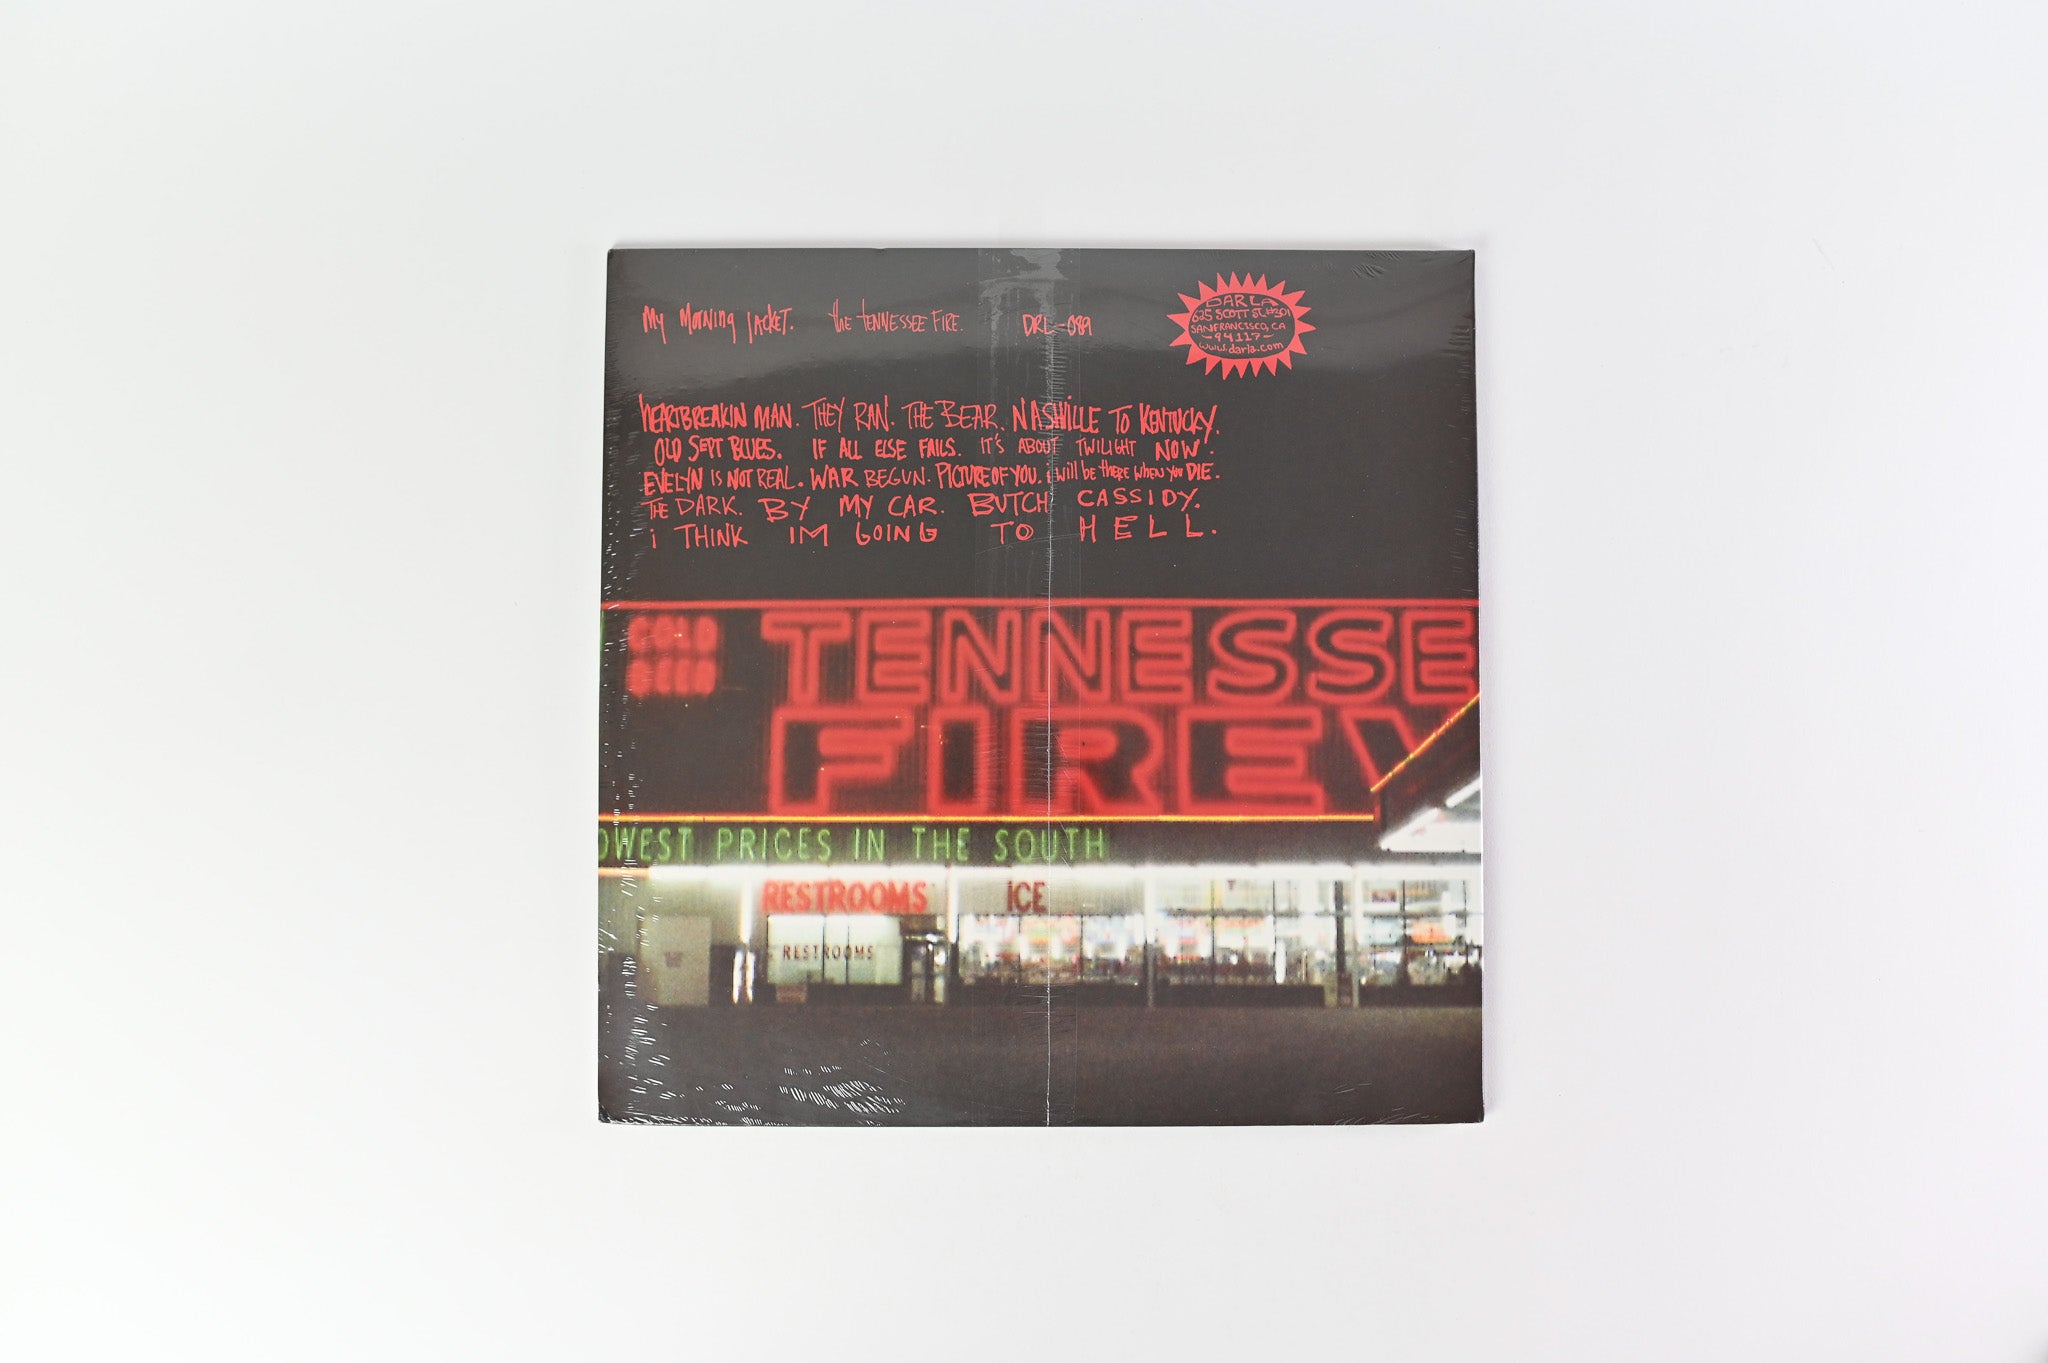 My Morning Jacket. the Tennessee Fire. DRL-089
DARLA
625 SCOTT ST. #301
SAN FRANCISCO, CA
-94117-
www.darla.com
HEARTBREAKIN MAN. THEY RAN. THE BEAR. NASHVILLE TO KENTUCKY.
OLD SEPT BLUES. IF ALL ELSE FAILS. IT'S ABOUT TWILIGHT NOW.
EVELYN IS NOT REAL. WAR BEGUN. PICTURE OF YOU. i will be there when you DIE.
THE DARK. BY MY CAR. BUTCH CASSIDY.
i THINK IM GOING TO HELL.
COLD
BEER
TENNESSE
FIREW
OWEST PRICES IN THE SOUTH
RESTROOMS ICE
RESTROOMS